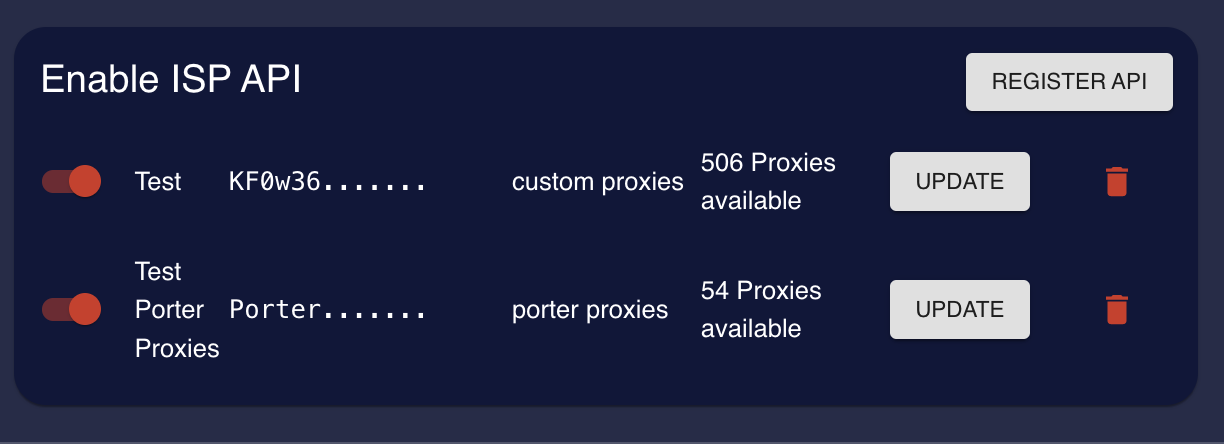 Enable ISP API
REGISTER API
Test
KF0w36.......
custom proxies
506 Proxies
available
UPDATE
Test
Porter
Proxies
Porter.......
porter proxies
54 Proxies
available
UPDATE